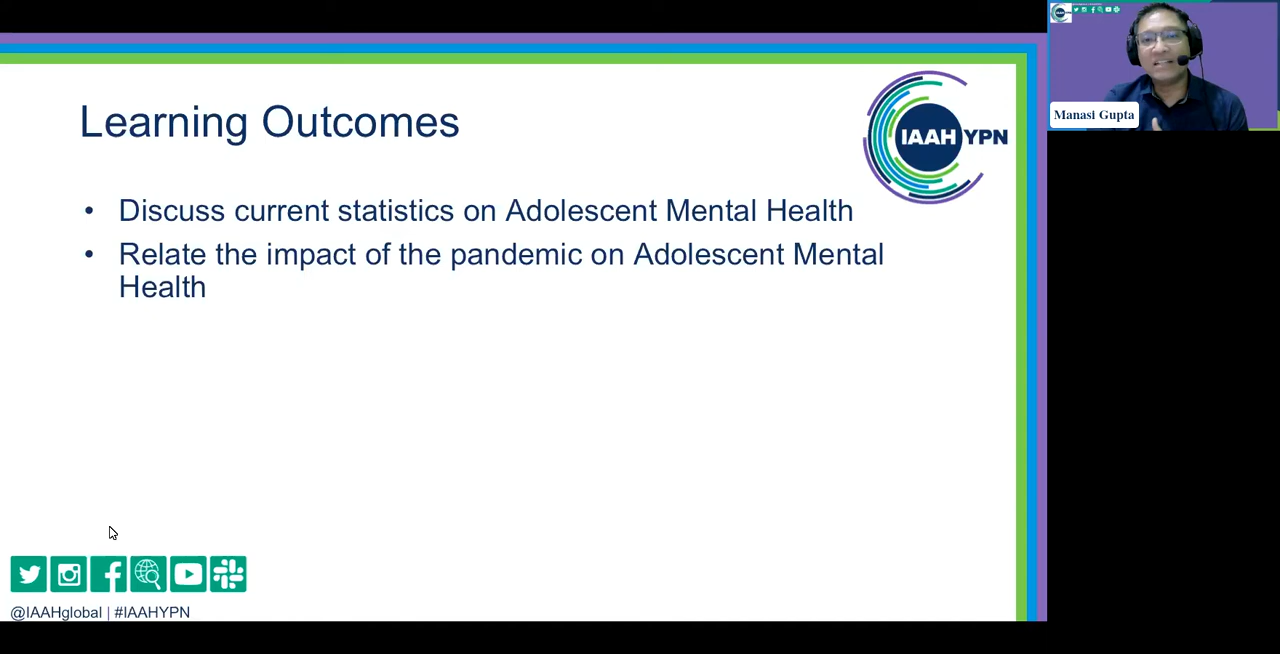 Learning Outcomes
IAAH YPN
• Discuss current statistics on Adolescent Mental Health
• Relate the impact of the pandemic on Adolescent Mental
Health
@IAAHglobal | #IAAHYPN
Manasi Gupta